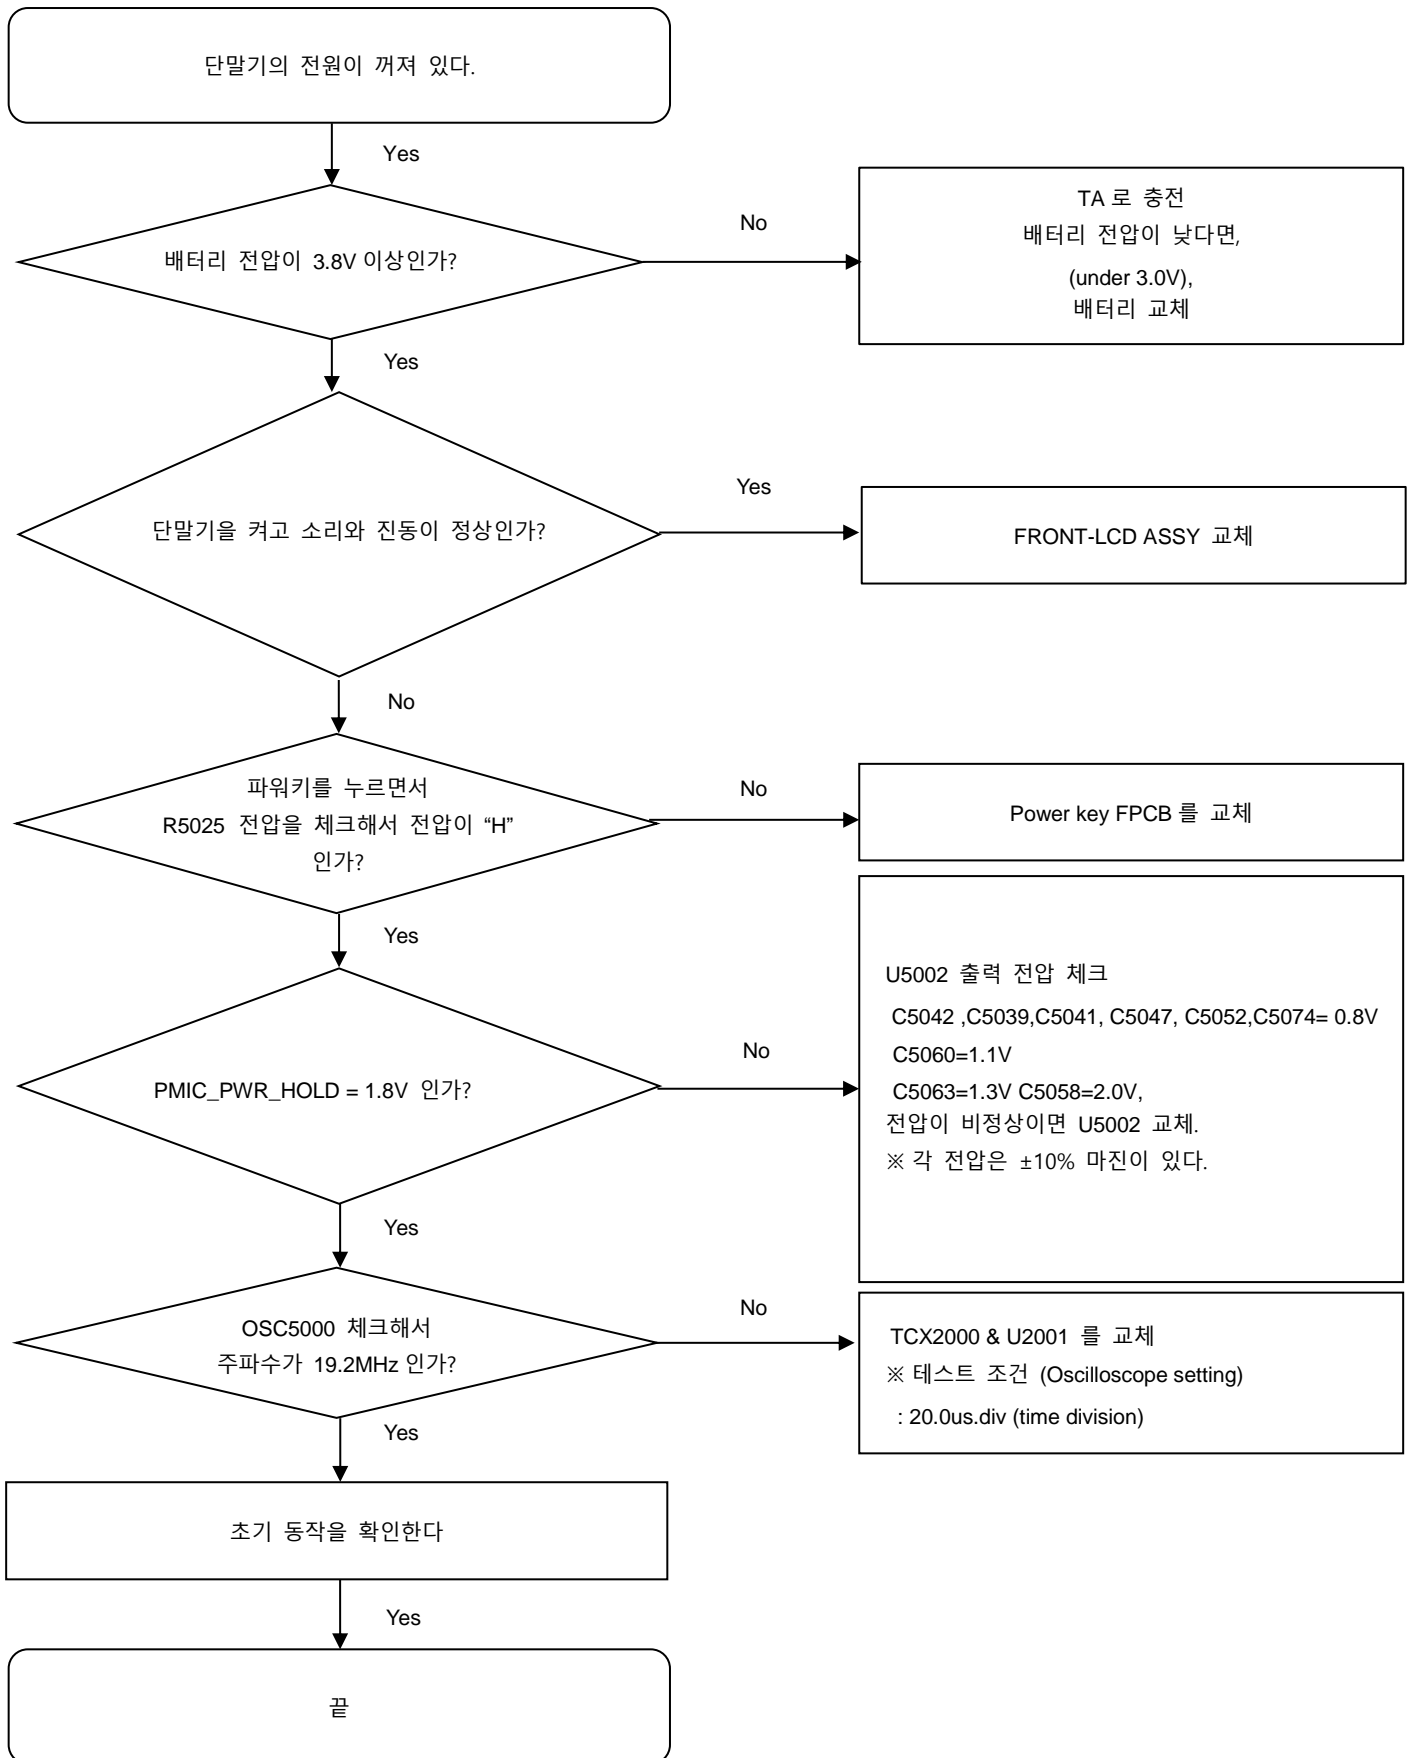 단말기의 전원이 꺼져 있다.
Yes
배터리 전압이 3.8V 이상인가?
No
TA 로 충전
배터리 전압이 낮다면,
(under 3.0V),
배터리 교체
Yes
단말기을 켜고 소리와 진동이 정상인가?
Yes
FRONT-LCD ASSY 교체
No
파워키를 누르면서
R5025 전압을 체크해서 전압이 “H”
인가?
No
Power key FPCB 를 교체
Yes
PMIC_PWR_HOLD = 1.8V 인가?
No
U5002 출력 전압 체크
C5042 ,C5039,C5041, C5047, C5052,C5074= 0.8V
C5060=1.1V
C5063=1.3V C5058=2.0V,
전압이 비정상이면 U5002 교체.
※ 각 전압은 ±10% 마진이 있다.
Yes
OSC5000 체크해서
주파수가 19.2MHz 인가?
No
TCX2000 & U2001 를 교체
※ 테스트 조건 (Oscilloscope setting)
: 20.0us.div (time division)
Yes
초기 동작을 확인한다
Yes
끝